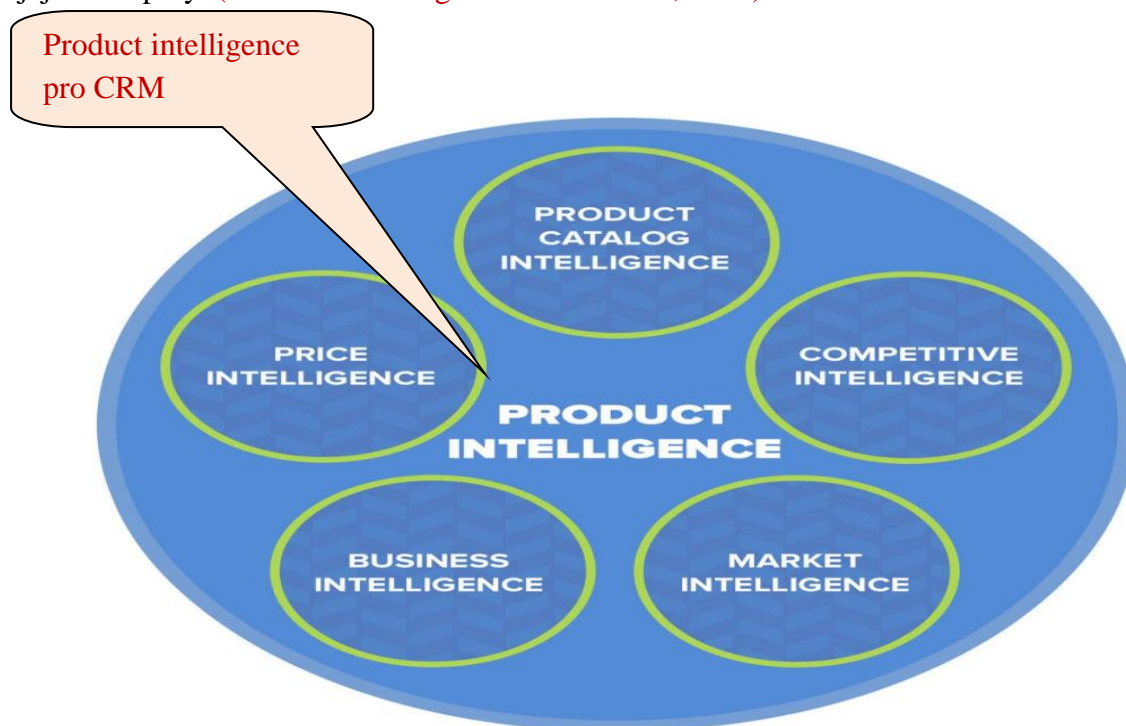 Product intelligence
pro CRM
PRODUCT
CATALOG
INTELLIGENCE
PRICE
INTELLIGENCE
COMPETITIVE
INTELLIGENCE
PRODUCT
INTELLIGENCE
BUSINESS
INTELLIGENCE
MARKET
INTELLIGENCE